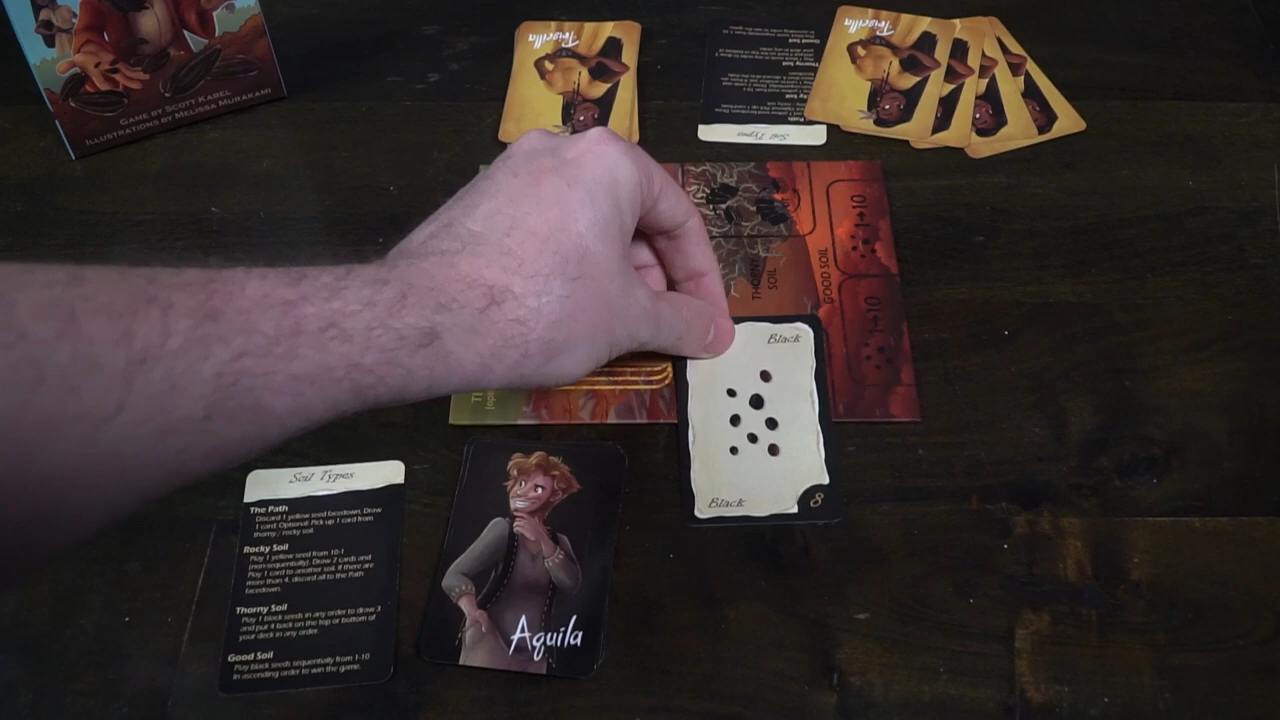 GAME BY SCOTT KAREL
ILLUSTRATIONS BY MELISSA MURAKAMI
Priscilla
Soil Types
Good Soil
Thorny Soil
Path
Priscilla
THORNY
SOIL
GOOD SOIL
1→10
1→10
Black
Black
8
Soil Types
The Path
Discard 1 yellow seed facedown. Draw
1 card. Optional: Pick up 1 card from
thorny / rocky soil.
Rocky Soil
Play 1 yellow seed from 10-1
(non-sequentially). Draw 2 cards and
Play 1 card to another soil. If there are
more than 4, discard all to the Path
facedown.
Thorny Soil
Play 1 black seeds in any order to draw 3
and put 4 back on the top or bottom of
your deck in any order.
Good Soil
Play black seeds sequentially from 1-10
in ascending order to win the game.
Aquila